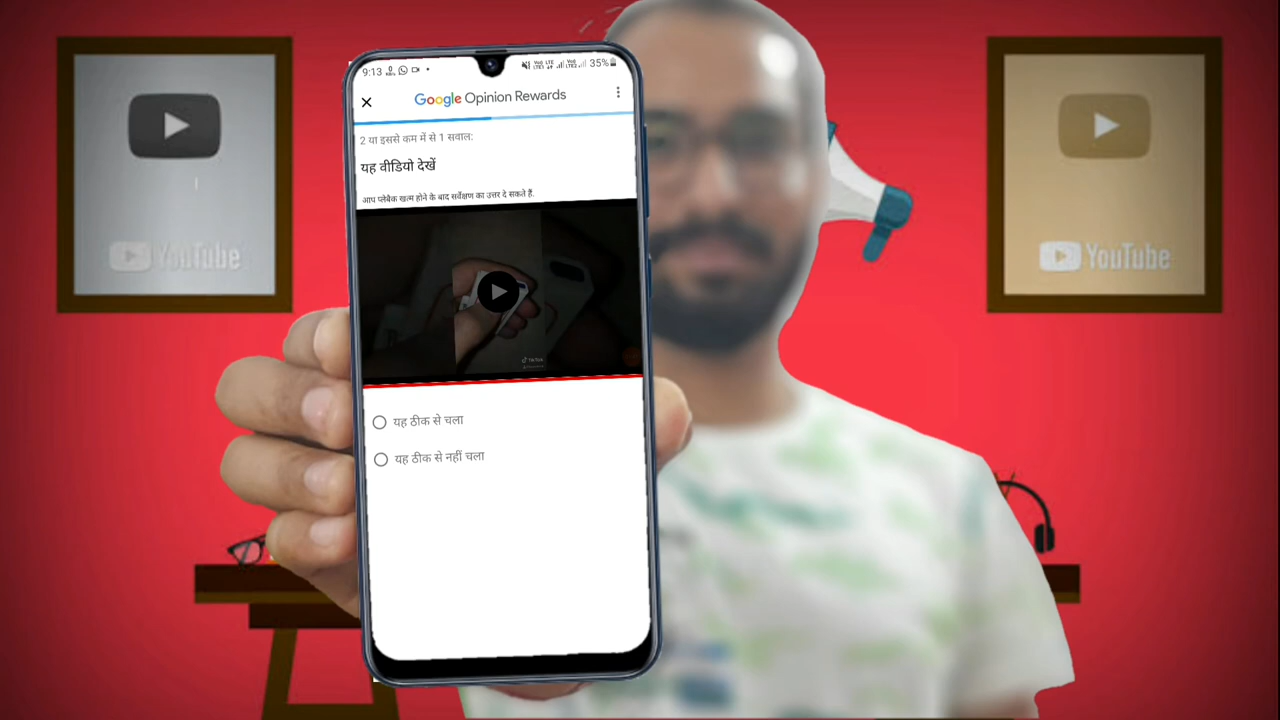 9:13
35%
Google Opinion Rewards
2 या इससे कम में से 1 सवाल:
यह वीडियो देखें
आप प्लेबैक खत्म होने के बाद सर्वेक्षण का उत्तर दे सकते हैं.
TikTok
यह ठीक से चला
यह ठीक से नहीं चला
YouTube
YouTube